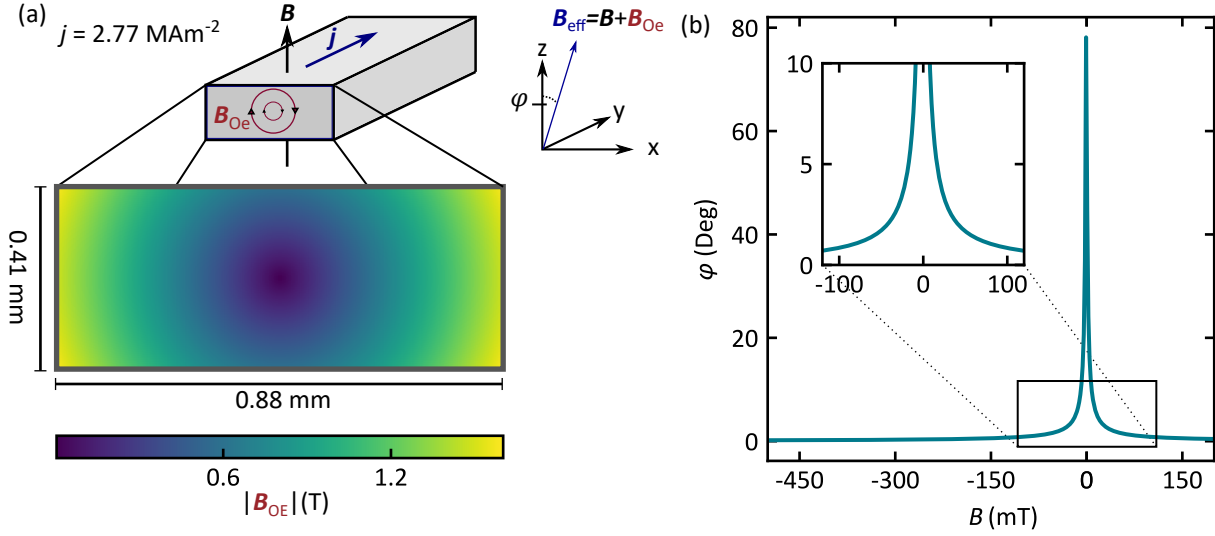 (a)
j = 2.77 MAm⁻²
B
j
B_Oe
B_eff=B+B_Oe
z
φ
y
x
0.41 mm
0.88 mm
0.6
1.2
|B_OE| (T)
(b)
80
60
40
20
0
φ (Deg)
10
5
0
-100
0
100
-450
-300
-150
0
150
B (mT)